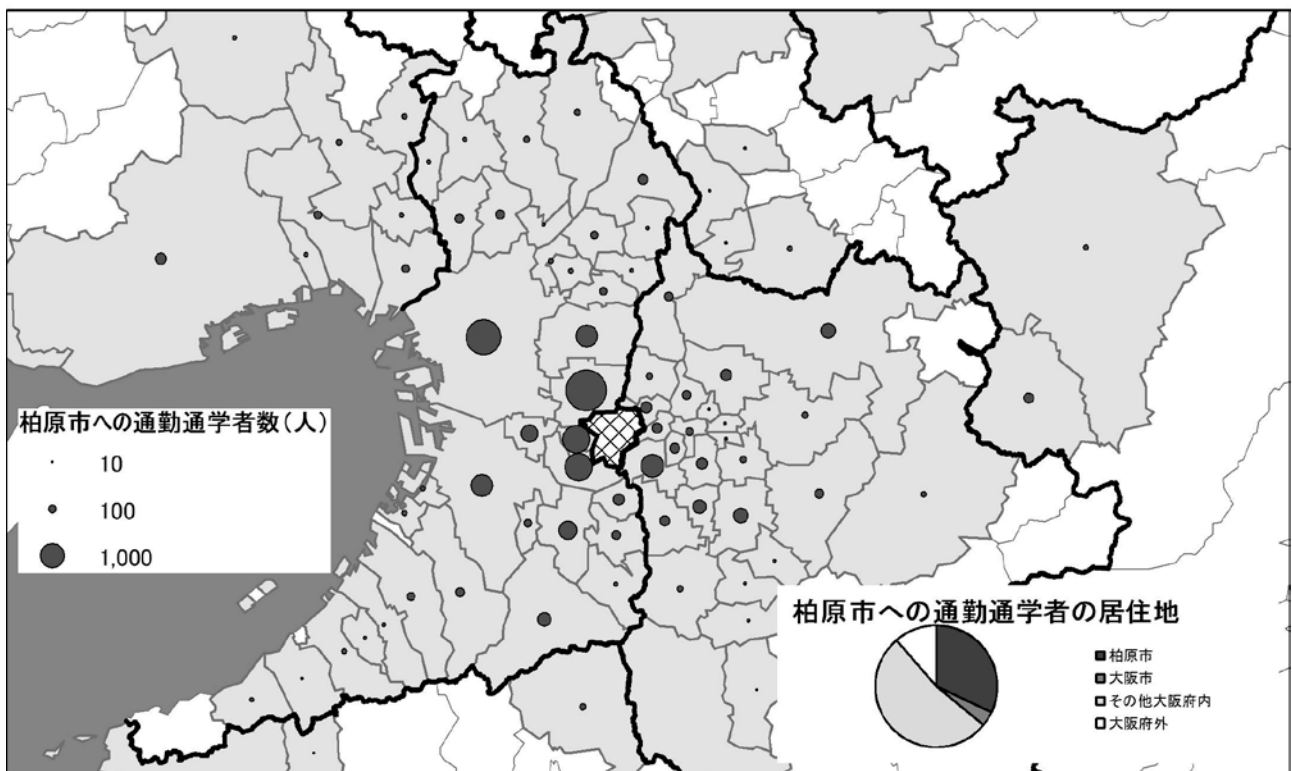 柏原市への通勤通学者数(人)
10
100
1,000
柏原市への通勤通学者の居住地
柏原市
大阪市
その他大阪府内
大阪府外